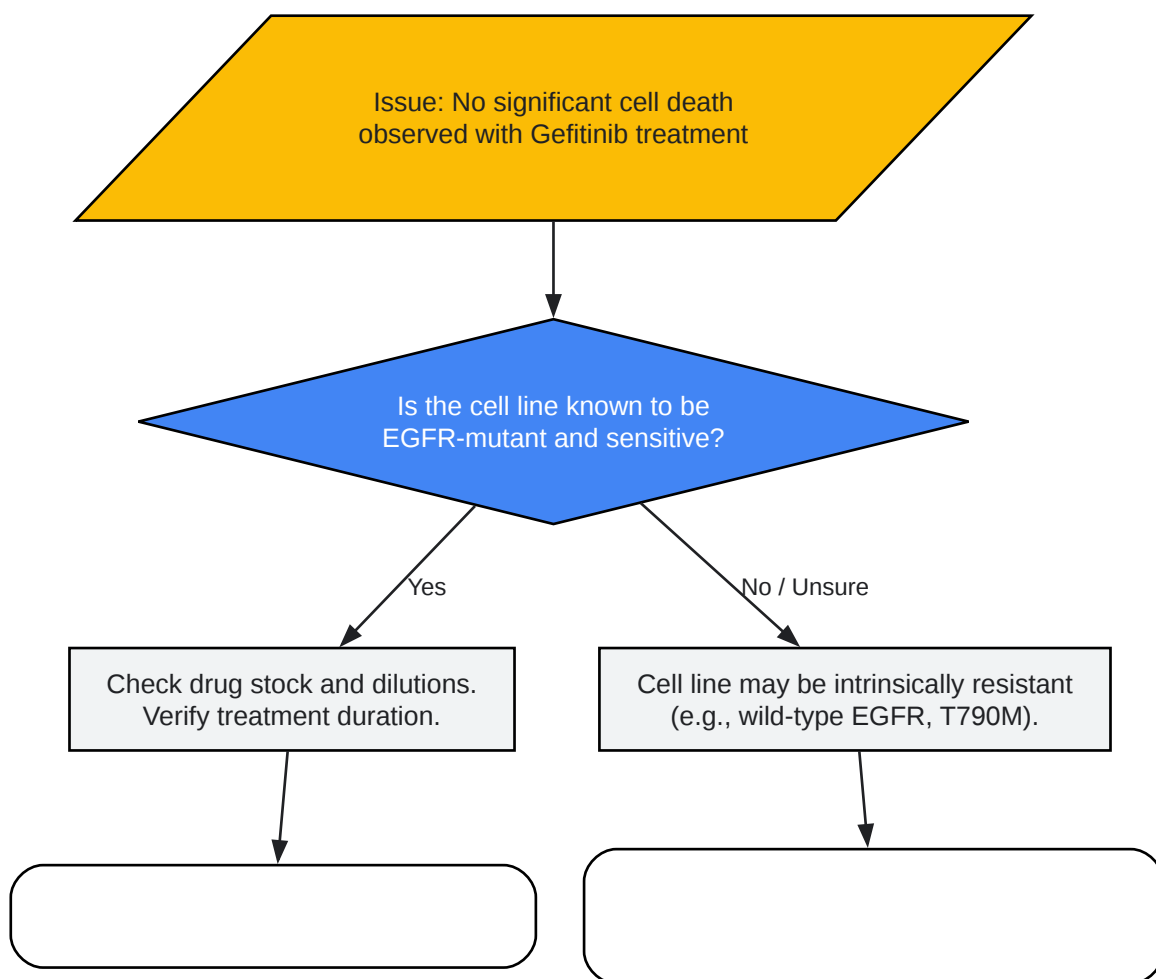 Issue: No significant cell death
observed with Gefitinib treatment
Is the cell line known to be
EGFR-mutant and sensitive?
Yes
No / Unsure
Check drug stock and dilutions.
Verify treatment duration.
Cell line may be intrinsically resistant
(e.g., wild-type EGFR, T790M).